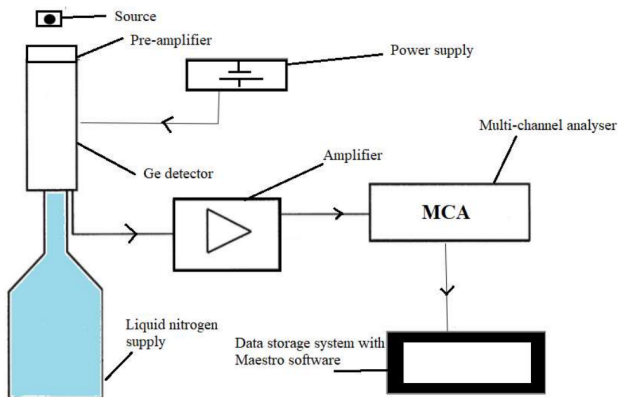 Source
Pre-amplifier
Power supply
Multi-channel analyser
Ge detector
Amplifier
MCA
Liquid nitrogen
supply
Data storage system with
Maestro software